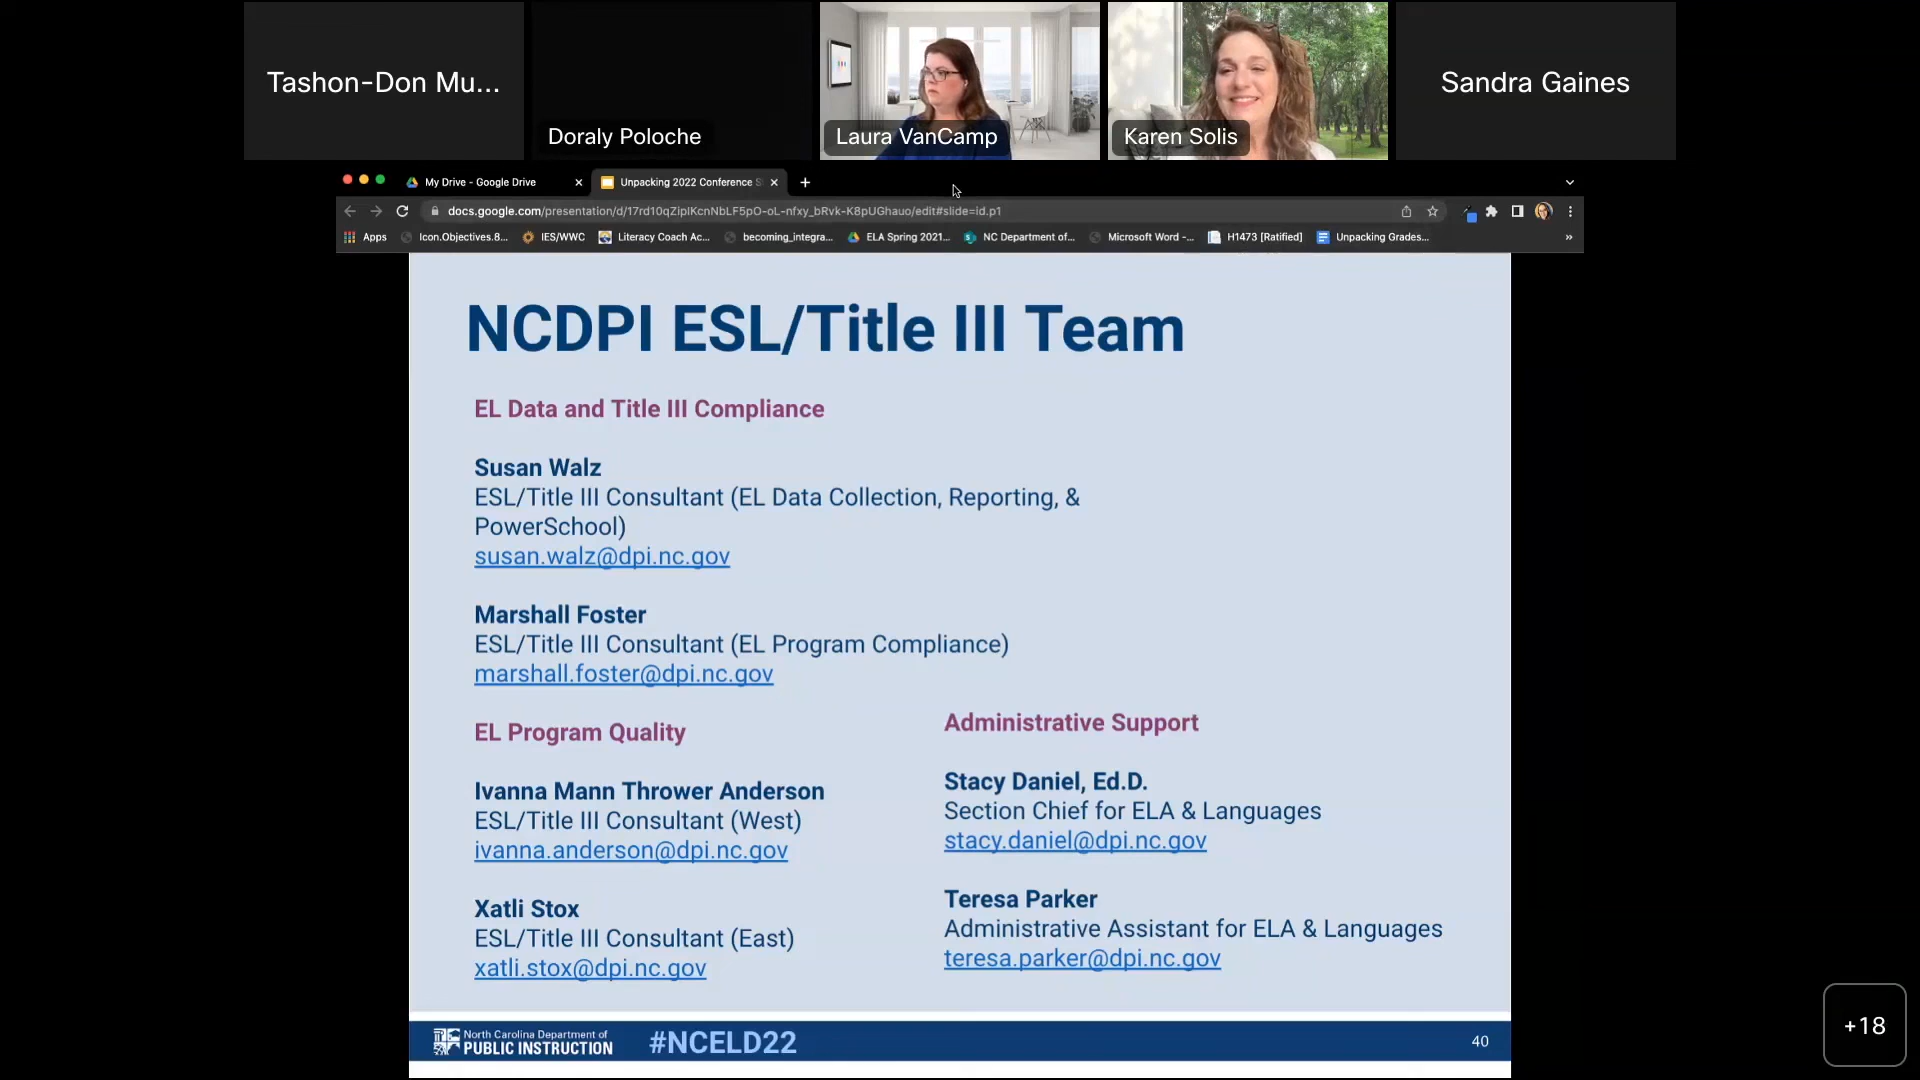 Tashon-Don Mu...
Doraly Poloche
Laura VanCamp
Karen Solis
Sandra Gaines
My Drive - Google Drive
Unpacking 2022 Conference S
docs.google.com/presentation/d/17rd10qZipIKcnNbLF5pO-oL-nfxy_bRvk-K8pUGhauo/edit#slide=id.p1
Apps
Icon.Objectives.8...
IES/WWC
Literacy Coach Ac...
becoming_integra...
ELA Spring 2021...
NC Department of...
Microsoft Word -...
H1473 [Ratified]
Unpacking Grades...
NCDPI ESL/Title III Team
EL Data and Title III Compliance
Susan Walz
ESL/Title III Consultant (EL Data Collection, Reporting, &
PowerSchool)
susan.walz@dpi.nc.gov
Marshall Foster
ESL/Title III Consultant (EL Program Compliance)
marshall.foster@dpi.nc.gov
EL Program Quality
Ivanna Mann Thrower Anderson
ESL/Title III Consultant (West)
ivanna.anderson@dpi.nc.gov
Xatli Stox
ESL/Title III Consultant (East)
xatli.stox@dpi.nc.gov
Administrative Support
Stacy Daniel, Ed.D.
Section Chief for ELA & Languages
stacy.daniel@dpi.nc.gov
Teresa Parker
Administrative Assistant for ELA & Languages
teresa.parker@dpi.nc.gov
North Carolina Department of
PUBLIC INSTRUCTION
#NCELD22
40
+18